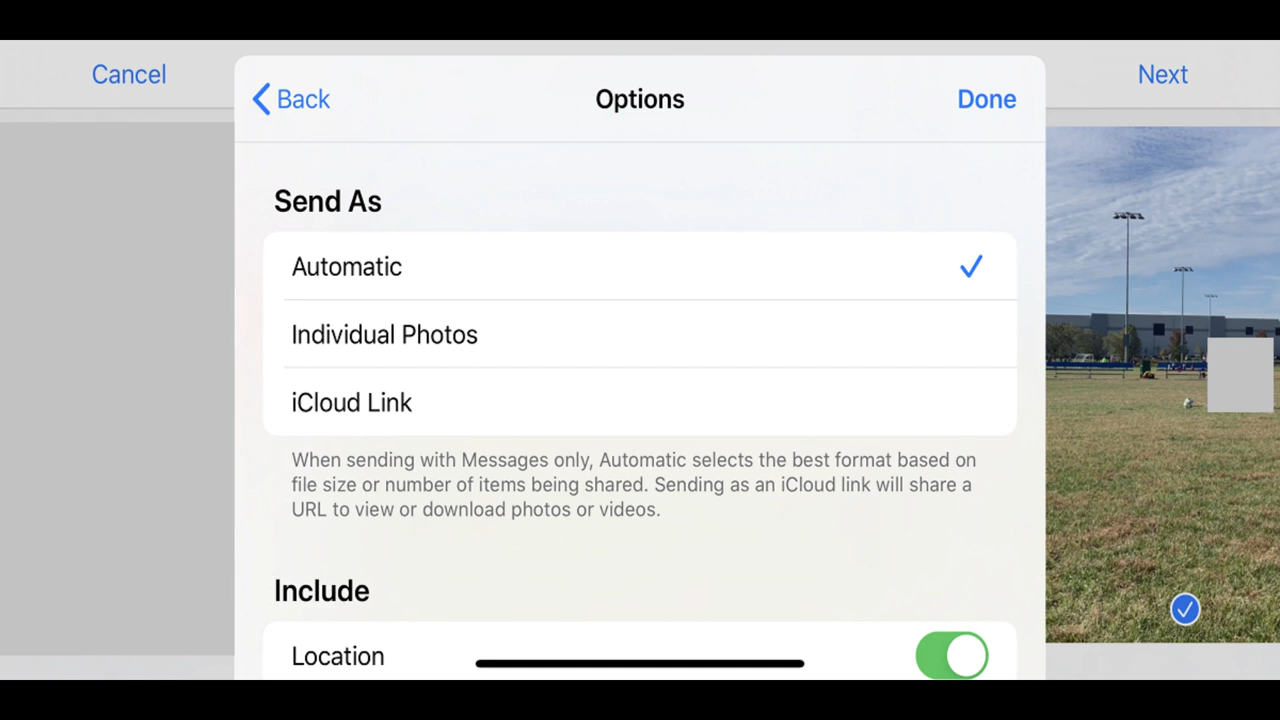 Cancel
Back
Options
Done
Next
Send As
Automatic
Individual Photos
iCloud Link
When sending with Messages only, Automatic selects the best format based on
file size or number of items being shared. Sending as an iCloud link will share a
URL to view or download photos or videos.
Include
Location